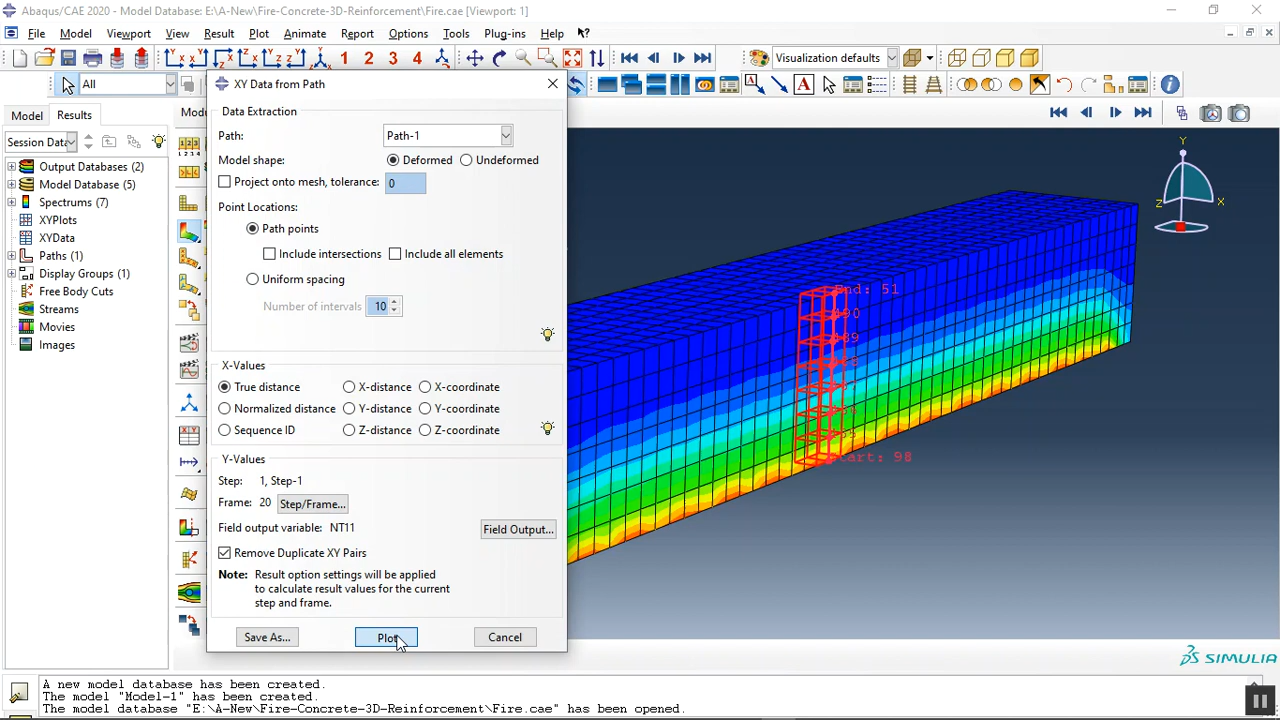 Abaqus/CAE 2020 - Model Database: E:\A-New\Fire-Concrete-3D-Reinforcement\Fire.cae [Viewport: 1]
File Model Viewport View Result Plot Animate Report Options Tools Plug-ins Help
1 2 3 4
All
Visualization defaults
Model Results
Session Data
Output Databases (2)
Model Database (5)
Spectrums (7)
XYPlots
XYData
Paths (1)
Display Groups (1)
Free Body Cuts
Streams
Movies
Images
XY Data from Path
Data Extraction
Path: Path-1
Model shape: Deformed Undeformed
Project onto mesh, tolerance: 0
Point Locations:
Path points
Include intersections Include all elements
Uniform spacing
Number of intervals 10
X-Values
True distance X-distance X-coordinate
Normalized distance Y-distance Y-coordinate
Sequence ID Z-distance Z-coordinate
Y-Values
Step: 1, Step-1
Frame: 20 Step/Frame...
Field output variable: NT11 Field Output...
Remove Duplicate XY Pairs
Note: Result option settings will be applied
to calculate result values for the current
step and frame.
Save As... Plot Cancel
End: 51
Start: 98
Y
Z X
SIMULIA
A new model database has been created.
The model "Model-1" has been created.
The model database "E:\A-New\Fire-Concrete-3D-Reinforcement\Fire.cae" has been opened.